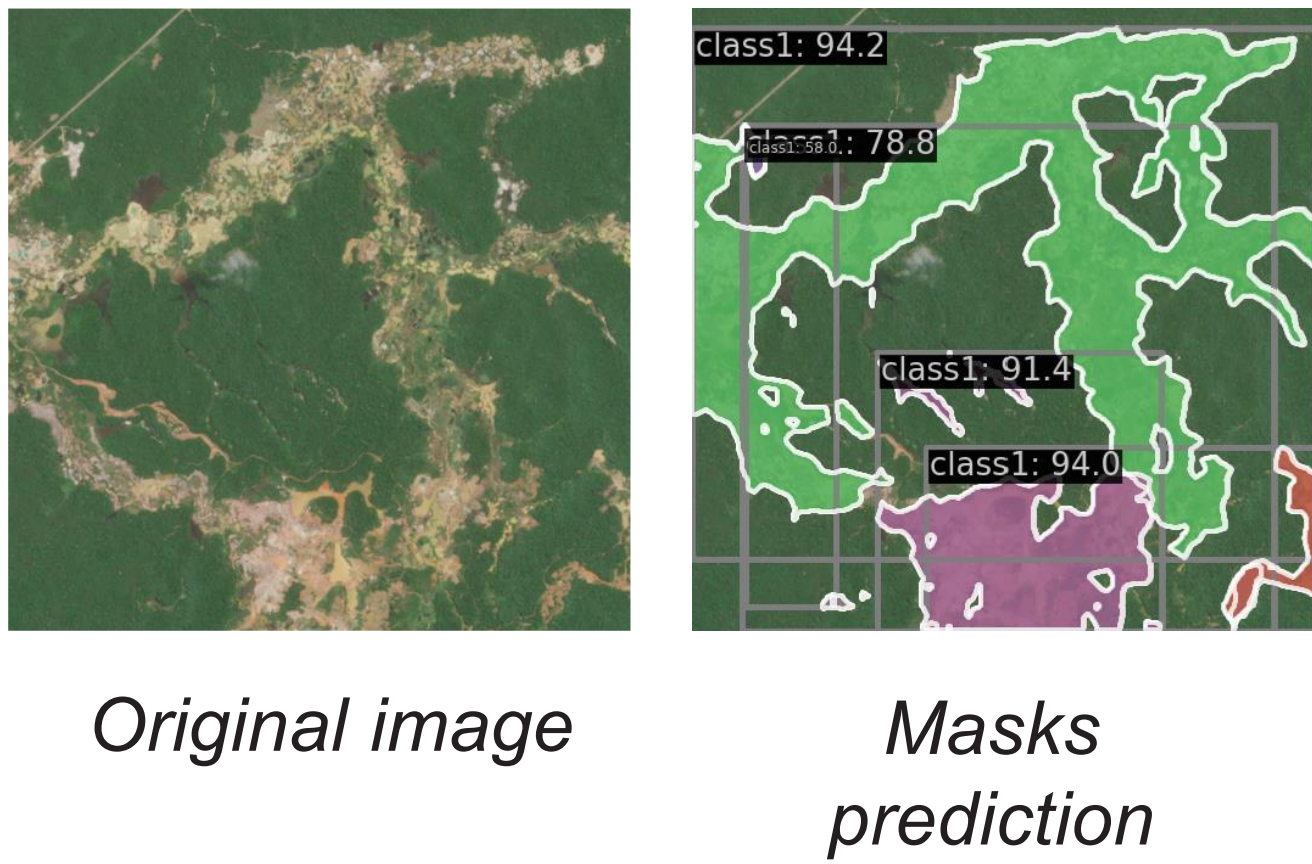 class1: 94.2
class1: 78.8
class1: 58.0
class1: 91.4
class1: 94.0
Original image
Masks
prediction